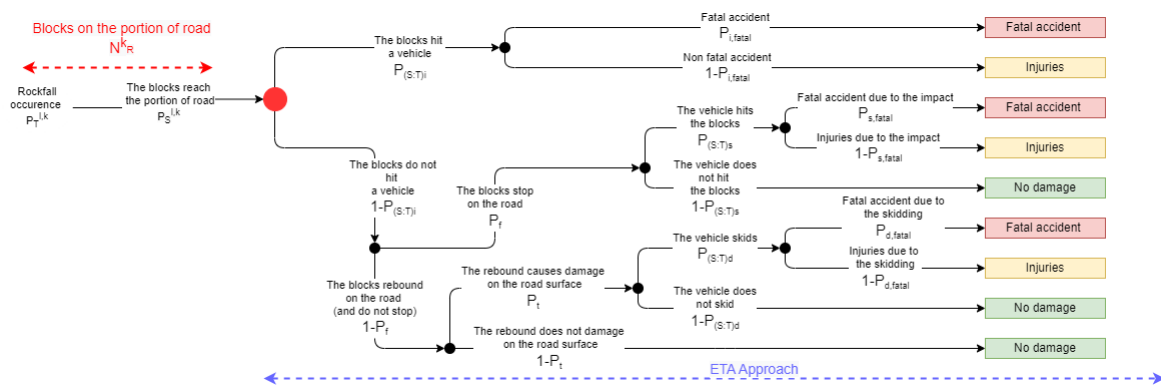 Blocks on the portion of road
N^k_R
Rockfall
occurence
P_T^l,k
The blocks reach
the portion of road
P_S^l,k
The blocks hit
a vehicle
P(S:T)i
Fatal accident
P_i,fatal
Fatal accident
Non fatal accident
1-P_i,fatal
Injuries
The blocks do not
hit
a vehicle
1-P(S:T)i
The blocks stop
on the road
P_f
The vehicle hits
the blocks
P(S:T)s
Fatal accident due to the impact
P_s,fatal
Fatal accident
Injuries due to the impact
1-P_s,fatal
Injuries
The vehicle does
not hit
the blocks
1-P(S:T)s
No damage
The blocks rebound
on the road
(and do not stop)
1-P_f
The rebound causes damage
on the road surface
P_t
The vehicle skids
P(S:T)d
Fatal accident due to
the skidding
P_d,fatal
Fatal accident
Injuries due to
the skidding
1-P_d,fatal
Injuries
The vehicle does
not skid
1-P(S:T)d
No damage
The rebound does not damage
on the road surface
1-P_t
No damage
ETA Approach